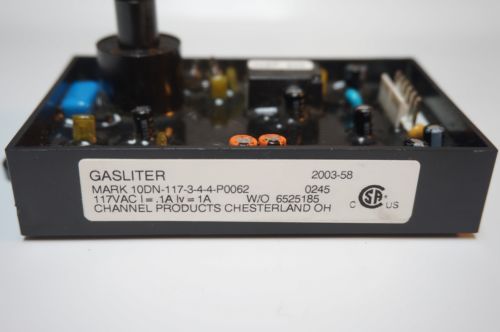 GASLITER 2003-58
MARK 10DN-117-3-4-4-P0062 0245
117VAC I = .1A Iv = 1A W/O 6525185
CHANNEL PRODUCTS CHESTERLAND OH
C SA US